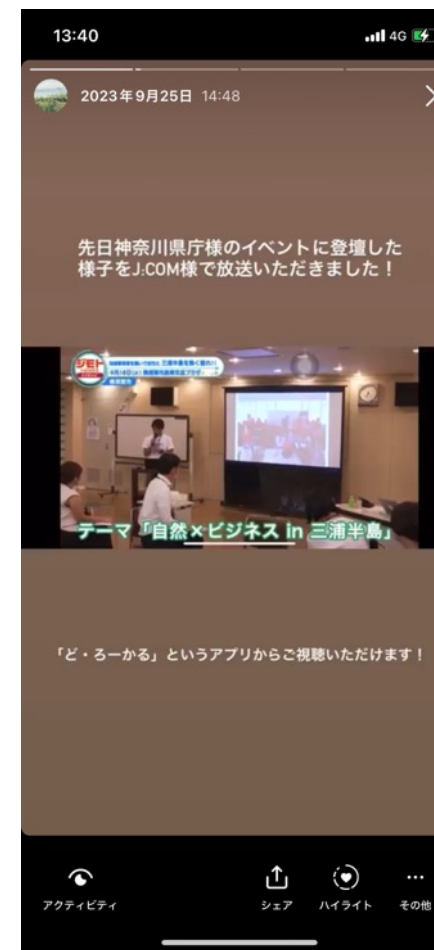 13:40
4G
2023年9月25日 14:48
先日神奈川県庁様のイベントに登壇した
様子をJ:COM様で放送いただきました！
ジモト
テーマ「自然×ビジネス in 三浦半島」
「ど・ろーかる」というアプリからご視聴いただけます！
アクティビティ
シェア
ハイライト
その他